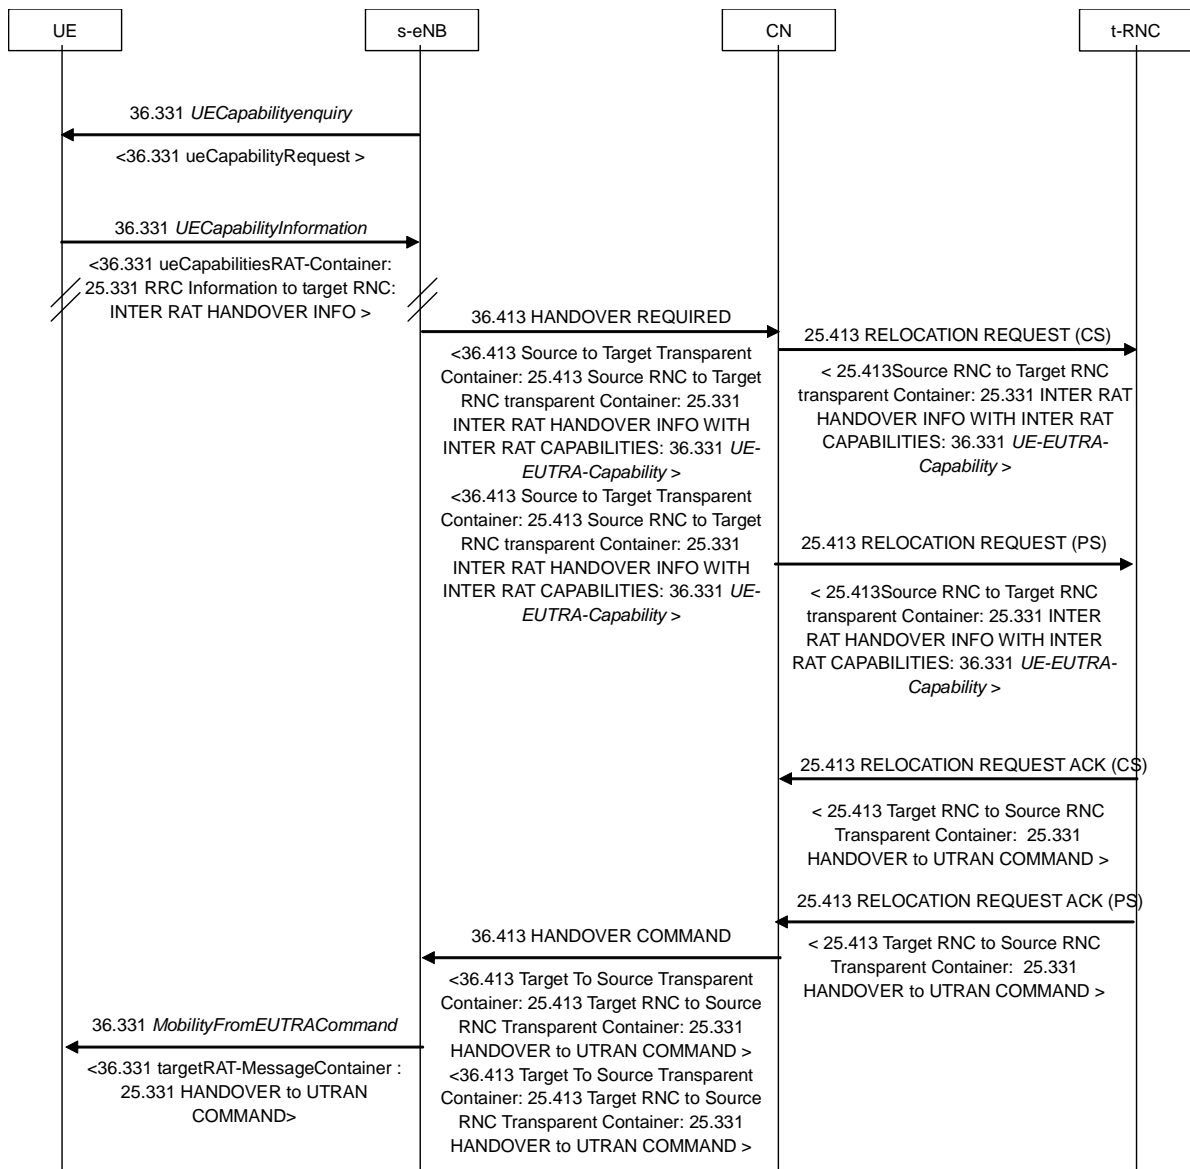 UE
s-eNB
CN
t-RNC
36.331 UECapabilityenquiry
<36.331 ueCapabilityRequest >
36.331 UECapabilityInformation
<36.331 ueCapabilitiesRAT-Container:
25.331 RRC Information to target RNC:
INTER RAT HANDOVER INFO >
36.413 HANDOVER REQUIRED
<36.413 Source to Target Transparent
Container: 25.413 Source RNC to Target
RNC transparent Container: 25.331
INTER RAT HANDOVER INFO WITH
INTER RAT CAPABILITIES: 36.331 UE-
EUTRA-Capability >
<36.413 Source to Target Transparent
Container: 25.413 Source RNC to Target
RNC transparent Container: 25.331
INTER RAT HANDOVER INFO WITH
INTER RAT CAPABILITIES: 36.331 UE-
EUTRA-Capability >
25.413 RELOCATION REQUEST (CS)
< 25.413Source RNC to Target RNC
transparent Container: 25.331 INTER RAT
HANDOVER INFO WITH INTER RAT
CAPABILITIES: 36.331 UE-EUTRA-
Capability >
25.413 RELOCATION REQUEST (PS)
< 25.413Source RNC to Target RNC
transparent Container: 25.331 INTER
RAT HANDOVER INFO WITH INTER
RAT CAPABILITIES: 36.331 UE-EUTRA-
Capability >
25.413 RELOCATION REQUEST ACK (CS)
< 25.413 Target RNC to Source RNC
Transparent Container: 25.331
HANDOVER to UTRAN COMMAND >
25.413 RELOCATION REQUEST ACK (PS)
< 25.413 Target RNC to Source RNC
Transparent Container: 25.331
HANDOVER to UTRAN COMMAND >
36.413 HANDOVER COMMAND
<36.413 Target To Source Transparent
Container: 25.413 Target RNC to Source
RNC Transparent Container: 25.331
HANDOVER to UTRAN COMMAND >
<36.413 Target To Source Transparent
Container: 25.413 Target RNC to Source
RNC Transparent Container: 25.331
HANDOVER to UTRAN COMMAND >
36.331 MobilityFromEUTRACommand
<36.331 targetRAT-MessageContainer :
25.331 HANDOVER to UTRAN
COMMAND>